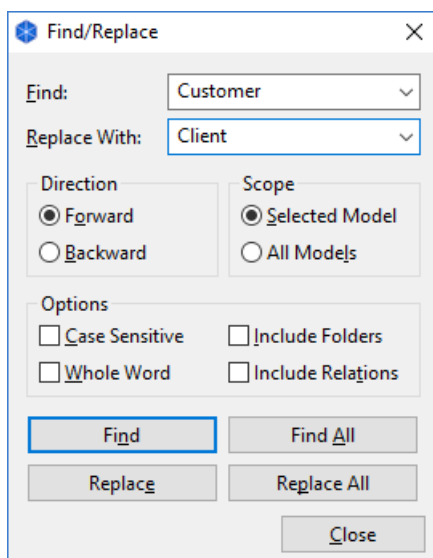 Find/Replace
Find: Customer
Replace With: Client
Direction Scope
Forward Selected Model
Backward All Models
Options
Case Sensitive Include Folders
Whole Word Include Relations
Find Find All
Replace Replace All
Close